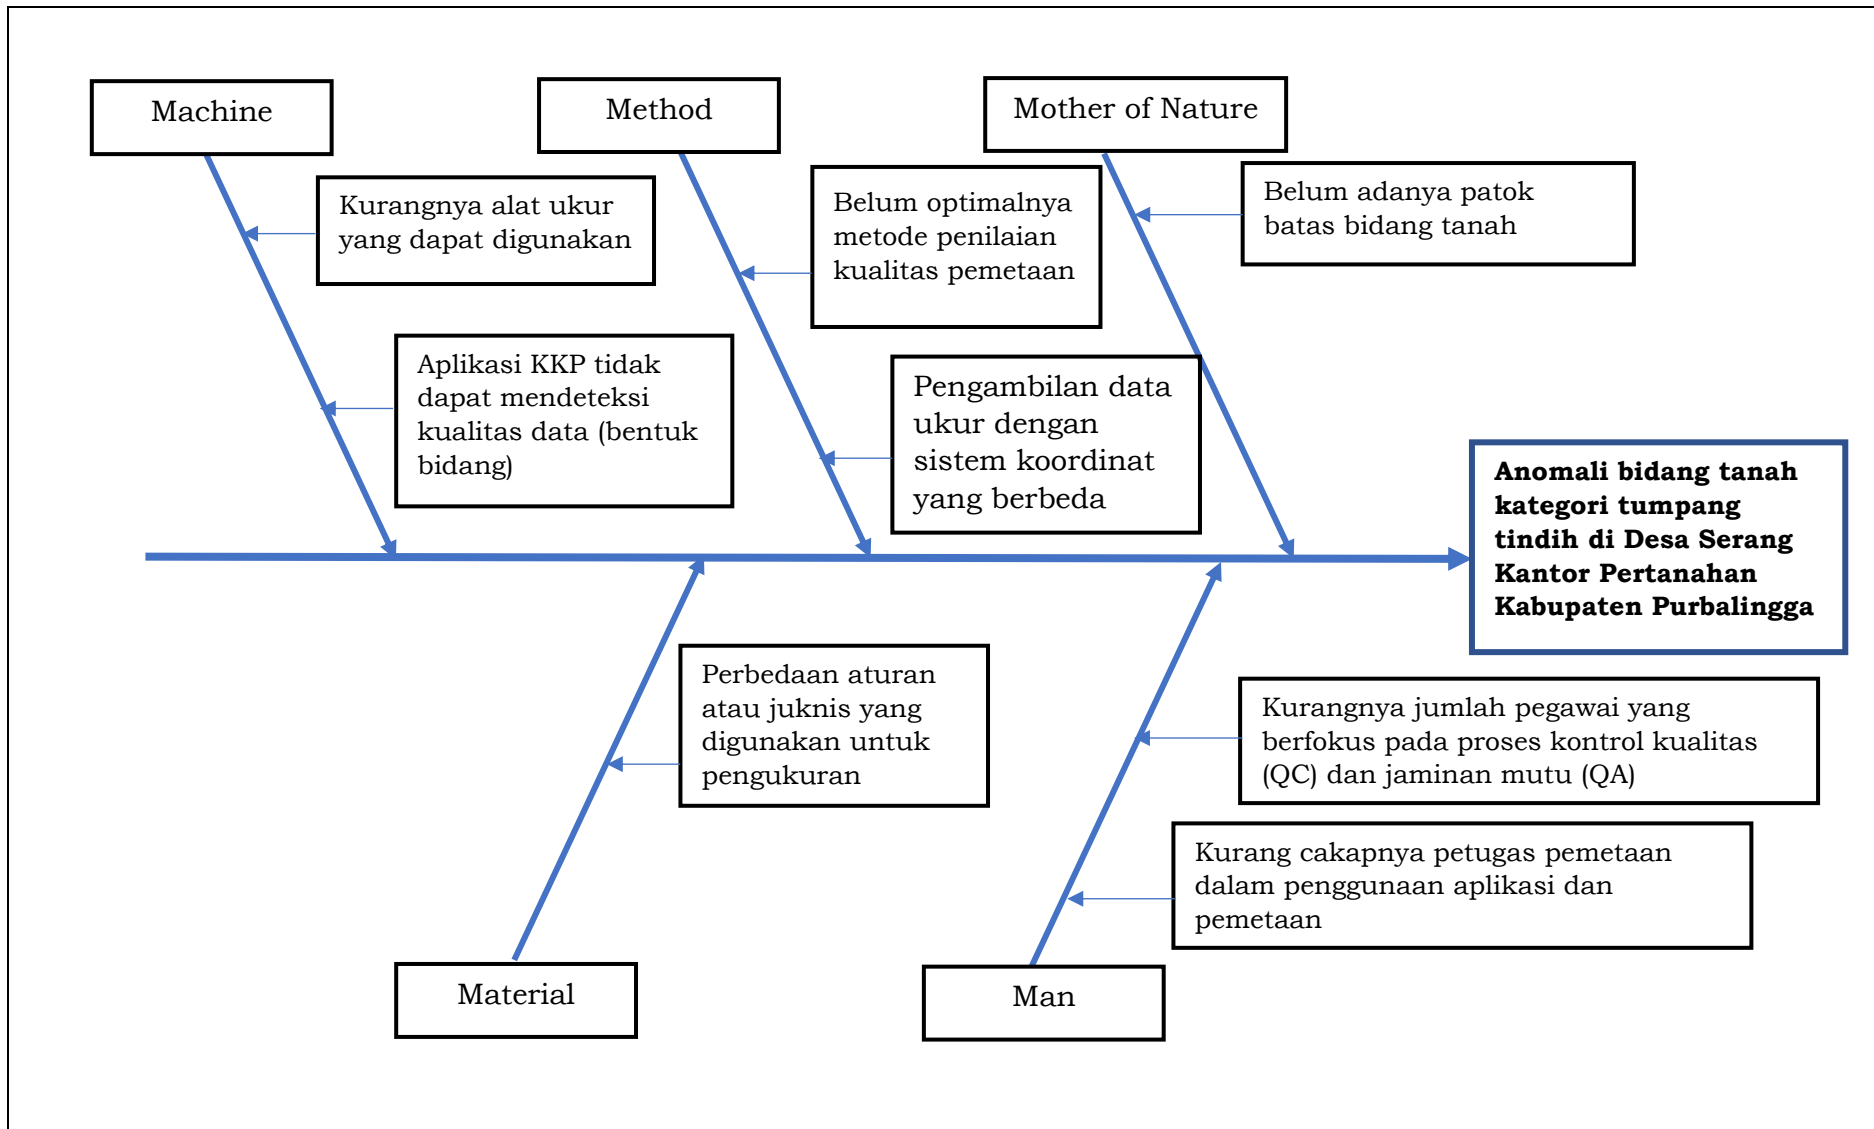 Machine
Method
Mother of Nature
Kurangnya alat ukur
yang dapat digunakan
Belum optimalnya
metode penilaian
kualitas pemetaan
Belum adanya patok
batas bidang tanah
Aplikasi KKP tidak
dapat mendeteksi
kualitas data (bentuk
bidang)
Pengambilan data
ukur dengan
sistem koordinat
yang berbeda
Anomali bidang tanah
kategori tumpang
tindih di Desa Serang
Kantor Pertanahan
Kabupaten Purbalingga
Perbedaan aturan
atau juknis yang
digunakan untuk
pengukuran
Kurangnya jumlah pegawai yang
berfokus pada proses kontrol kualitas
(QC) dan jaminan mutu (QA)
Kurang cakapnya petugas pemetaan
dalam penggunaan aplikasi dan
pemetaan
Material
Man